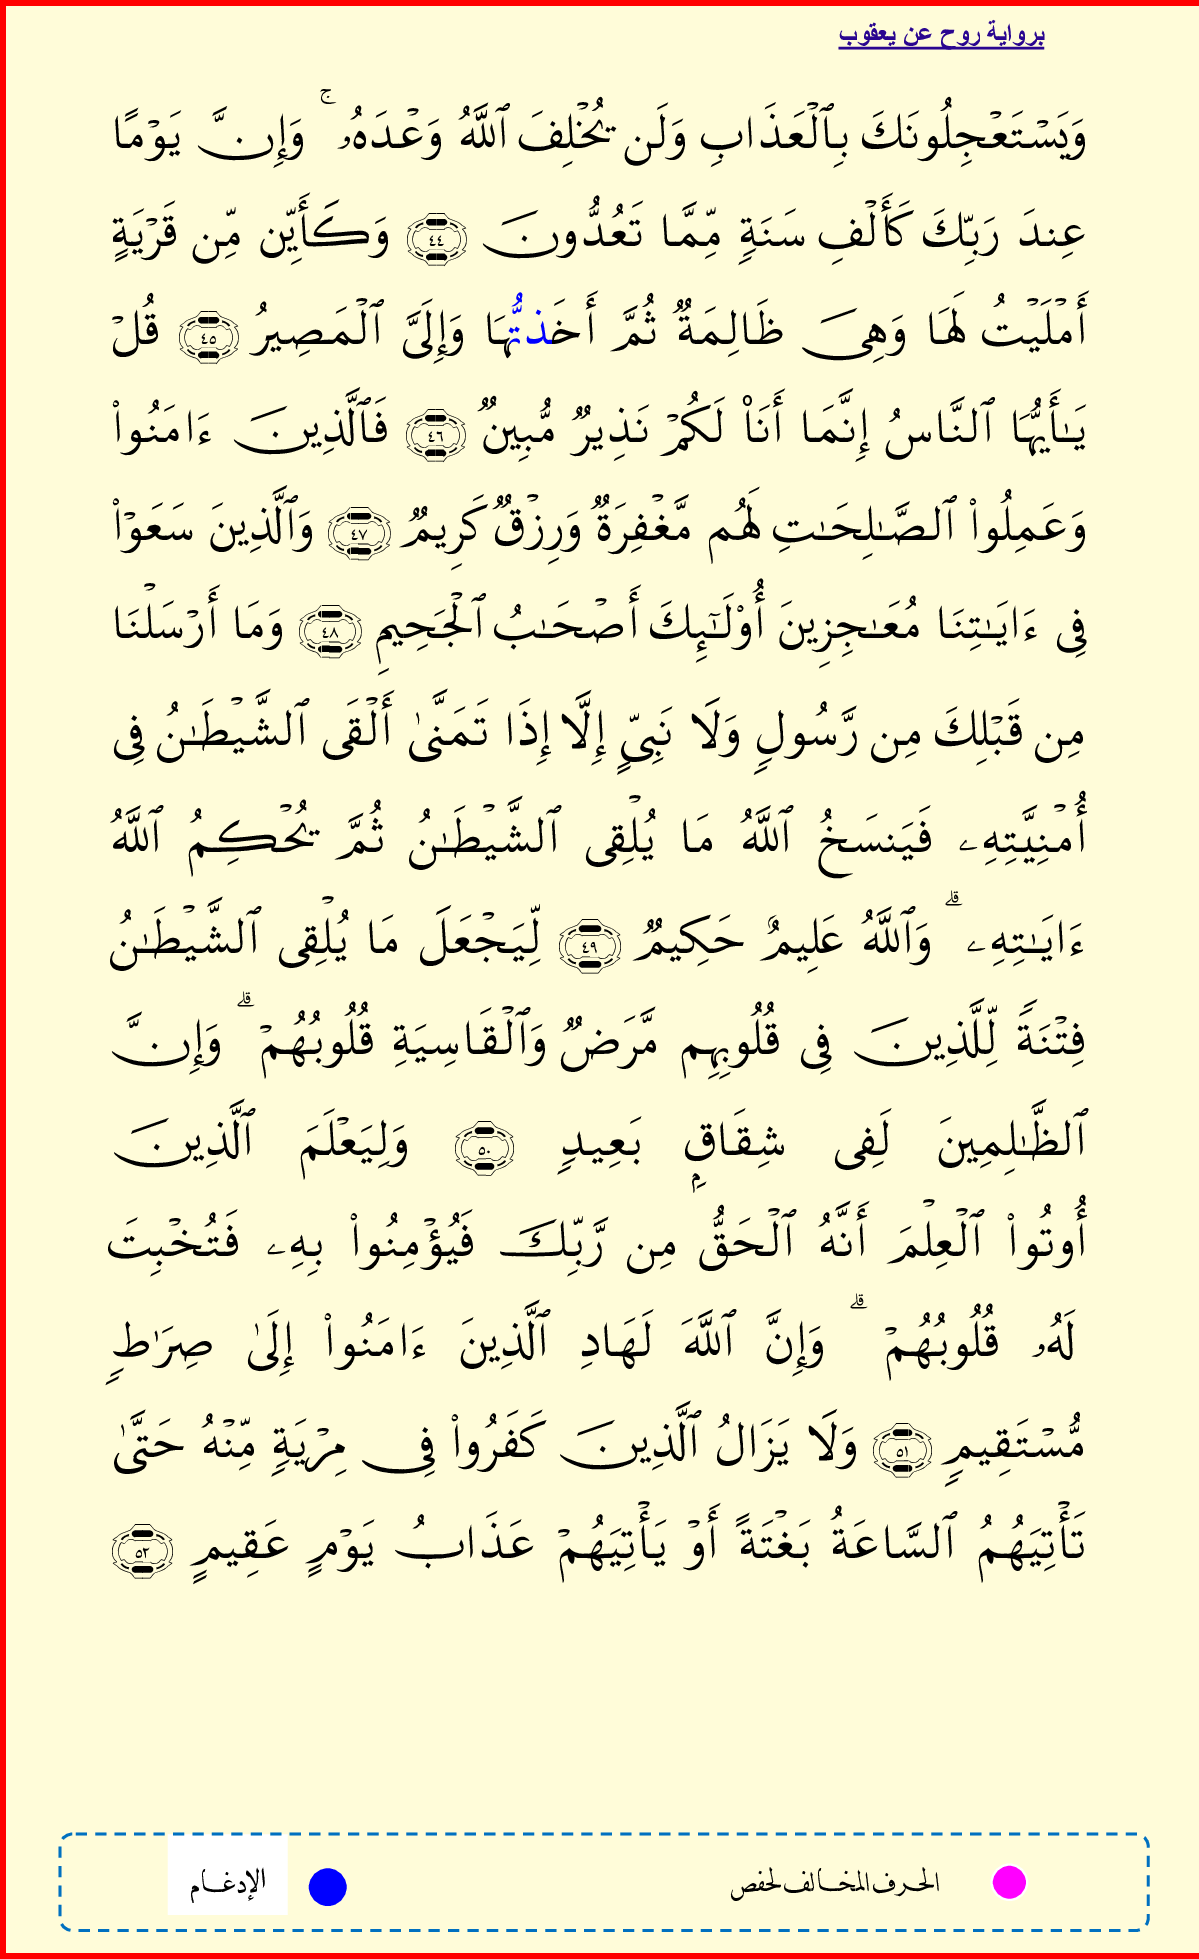 برواية روح عن يعقوب
وَيَسۡتَعۡجِلُونَكَ بِٱلۡعَذَابِ وَلَن يُخۡلِفَ ٱللَّهُ وَعۡدَهُۥۚ وَإِنَّ يَوۡمًا
عِندَ رَبِّكَ كَأَلۡفِ سَنَةٖ مِّمَّا تَعُدُّونَ ٤٤ وَكَأَيِّن مِّن قَرۡيَةٍ
أَمۡلَيۡتُ لَهَا وَهِيَ ظَالِمَةٞ ثُمَّ أَخَذتُّهَا وَإِلَيَّ ٱلۡمَصِيرُ ٤٥ قُلۡ
يَٰٓأَيُّهَا ٱلنَّاسُ إِنَّمَآ أَنَا۠ لَكُمۡ نَذِيرٞ مُّبِينٞ ٤٦ فَٱلَّذِينَ ءَامَنُواْ
وَعَمِلُواْ ٱلصَّٰلِحَٰتِ لَهُم مَّغۡفِرَةٞ وَرِزۡقٞ كَرِيمٞ ٤٧ وَٱلَّذِينَ سَعَوۡاْ
فِي ءَايَٰتِنَا مُعَٰجِزِينَ أُوْلَٰٓئِكَ أَصۡحَٰبُ ٱلۡجَحِيمِ ٤٨ وَمَا أَرۡسَلۡنَا
مِن قَبۡلِكَ مِن رَّسُولٖ وَلَا نَبِيٍّ إِلَّا إِذَا تَمَنَّىٰ أَلۡقَى ٱلشَّيۡطَٰنُ فِي
أُمۡنِيَّتِهِۦ فَيَنسَخُ ٱللَّهُ مَا يُلۡقِي ٱلشَّيۡطَٰنُ ثُمَّ يُحۡكِمُ ٱللَّهُ
ءَايَٰتِهِۦۗ وَٱللَّهُ عَلِيمٌ حَكِيمٞ ٤٩ لِّيَجۡعَلَ مَا يُلۡقِي ٱلشَّيۡطَٰنُ
فِتۡنَةٗ لِّلَّذِينَ فِي قُلُوبِهِم مَّرَضٞ وَٱلۡقَاسِيَةِ قُلُوبُهُمۡۗ وَإِنَّ
ٱلظَّٰلِمِينَ لَفِي شِقَاقِۭ بَعِيدٖ ٥٠ وَلِيَعۡلَمَ ٱلَّذِينَ
أُوتُواْ ٱلۡعِلۡمَ أَنَّهُ ٱلۡحَقُّ مِن رَّبِّكَ فَيُؤۡمِنُواْ بِهِۦ فَتُخۡبِتَ
لَهُۥ قُلُوبُهُمۡۗ وَإِنَّ ٱللَّهَ لَهَادِ ٱلَّذِينَ ءَامَنُواْ إِلَىٰ صِرَٰطٖ
مُّسۡتَقِيمٖ ٥١ وَلَا يَزَالُ ٱلَّذِينَ كَفَرُواْ فِي مِرۡيَةٖ مِّنۡهُ حَتَّىٰ
تَأۡتِيَهُمُ ٱلسَّاعَةُ بَغۡتَةً أَوۡ يَأۡتِيَهُمۡ عَذَابُ يَوۡمٍ عَقِيمٍ ٥٢
الحرف المخالف لحفص
الإدغام